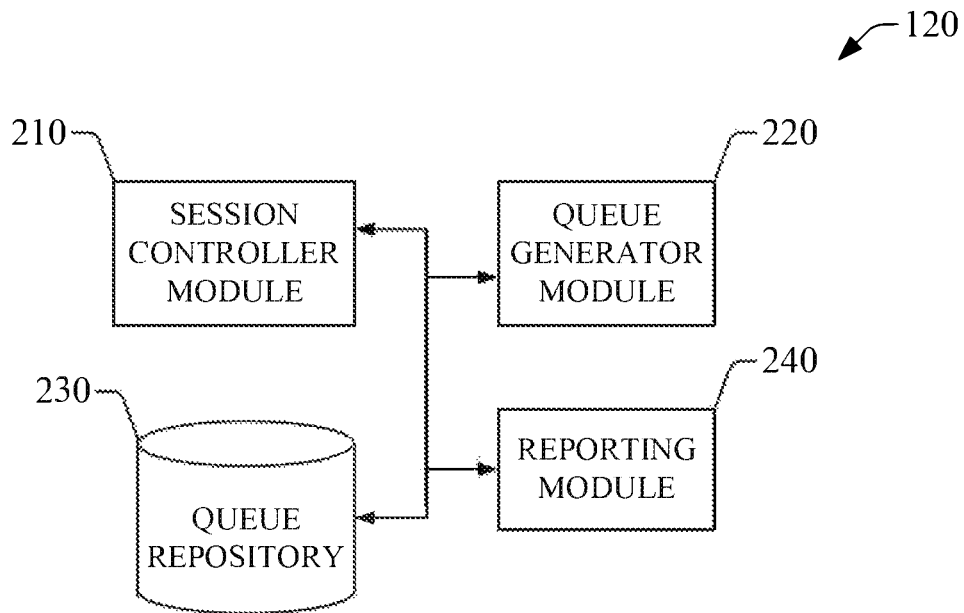 120
210
220
SESSION
CONTROLLER
MODULE
QUEUE
GENERATOR
MODULE
230
240
QUEUE
REPOSITORY
REPORTING
MODULE